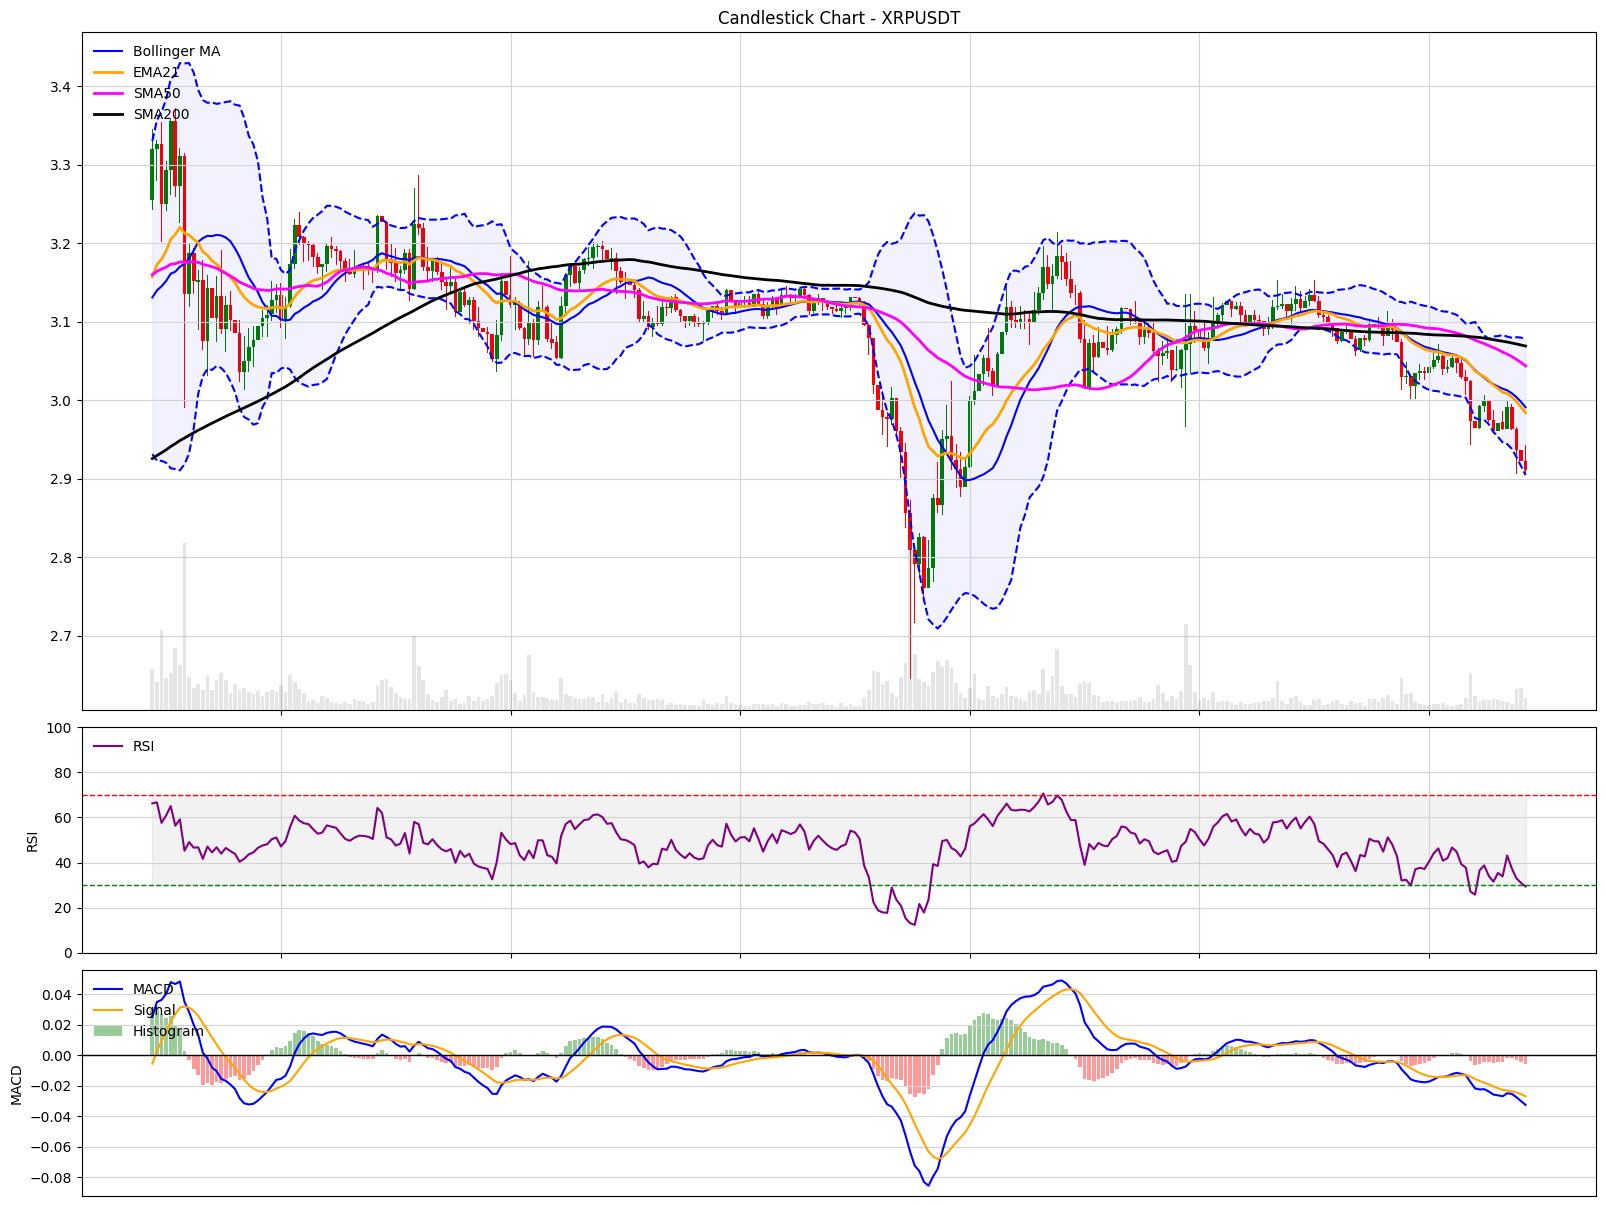 Candlestick Chart - XRPUSDT
Bollinger MA
EMA21
SMA50
SMA200
3.4
3.3
3.2
3.1
3.0
2.9
2.8
2.7
100
80
60
40
20
0
RSI
RSI
0.04
0.02
0.00
−0.02
−0.04
−0.06
−0.08
MACD
MACD
Signal
Histogram